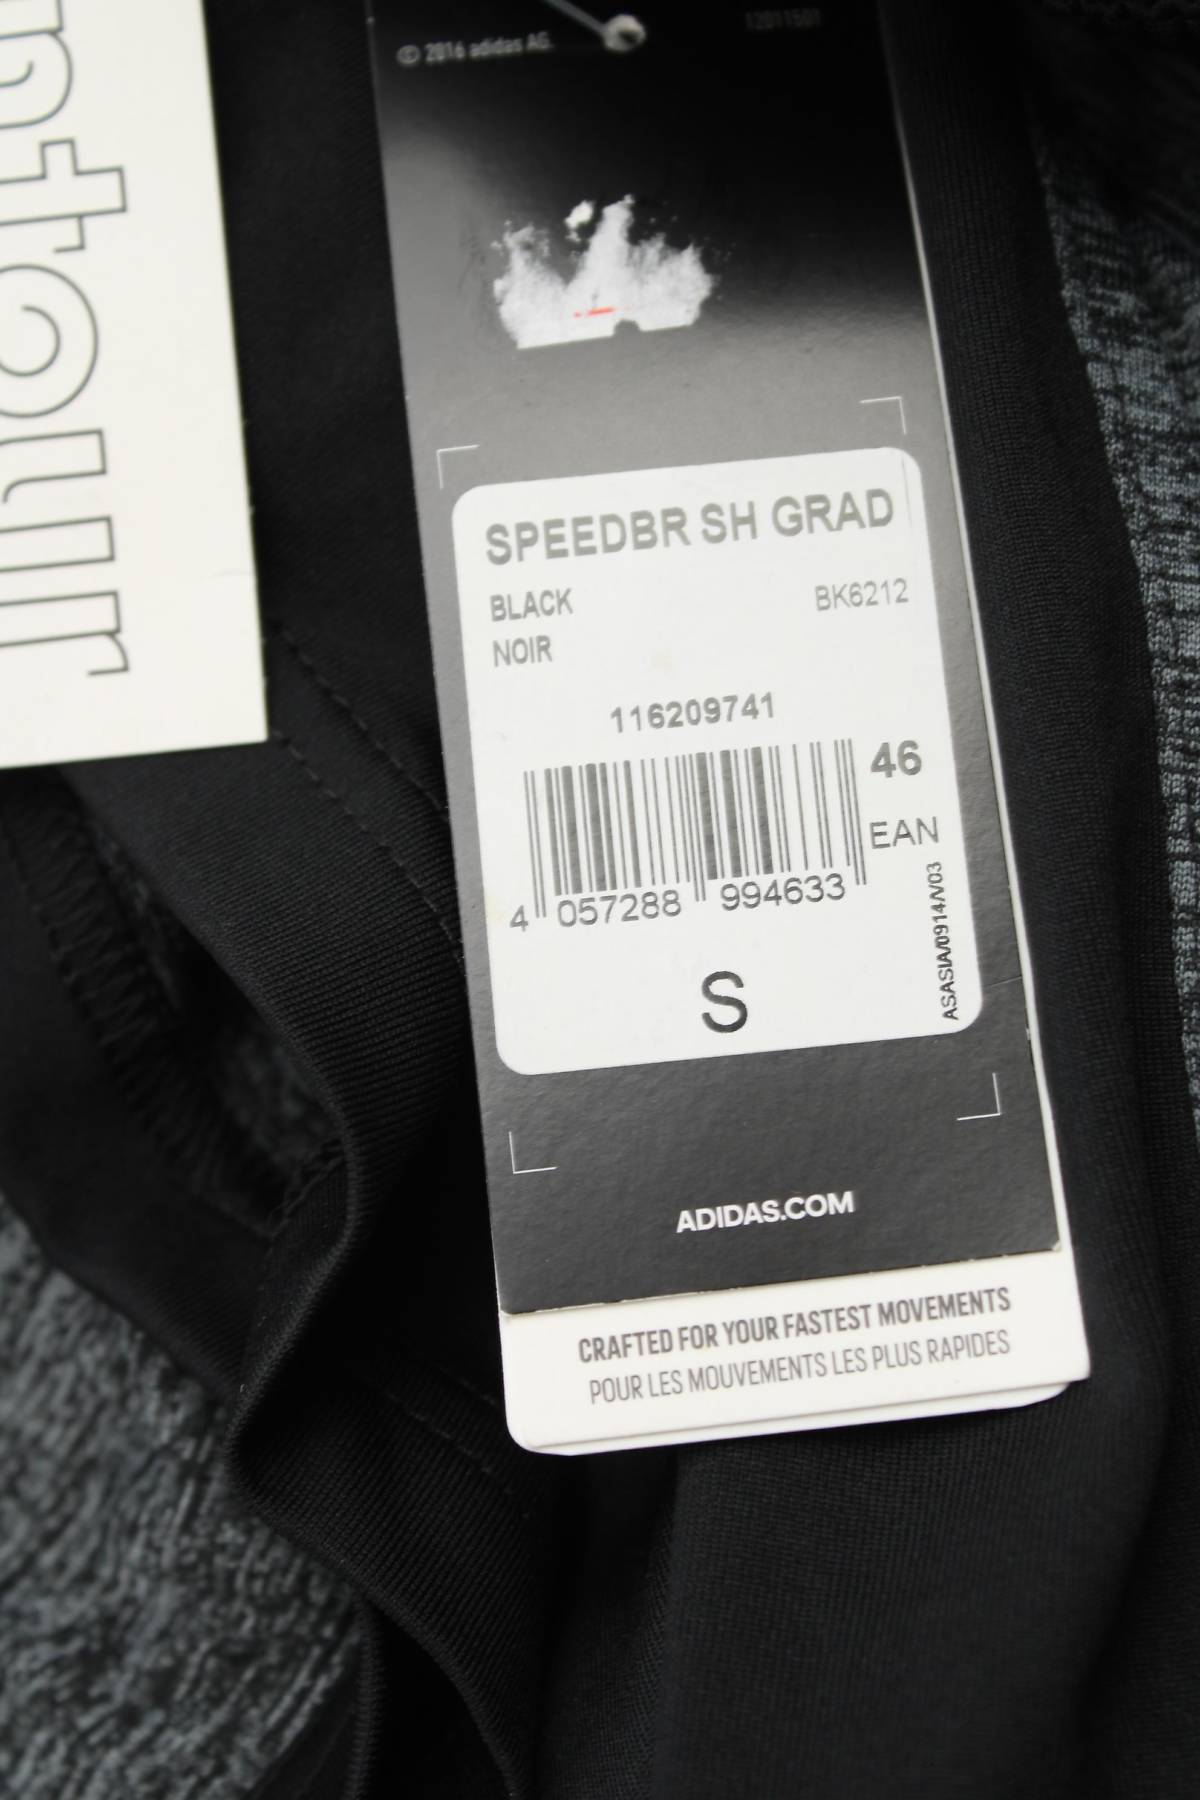 © 2016 adidas AG.
12011501
SPEEDBR SH GRAD
BLACK
BK6212
NOIR
116209741
46
EAN
4 057288 994633
ASASIA/0914/V03
S
ADIDAS.COM
CRAFTED FOR YOUR FASTEST MOVEMENTS
POUR LES MOUVEMENTS LES PLUS RAPIDES